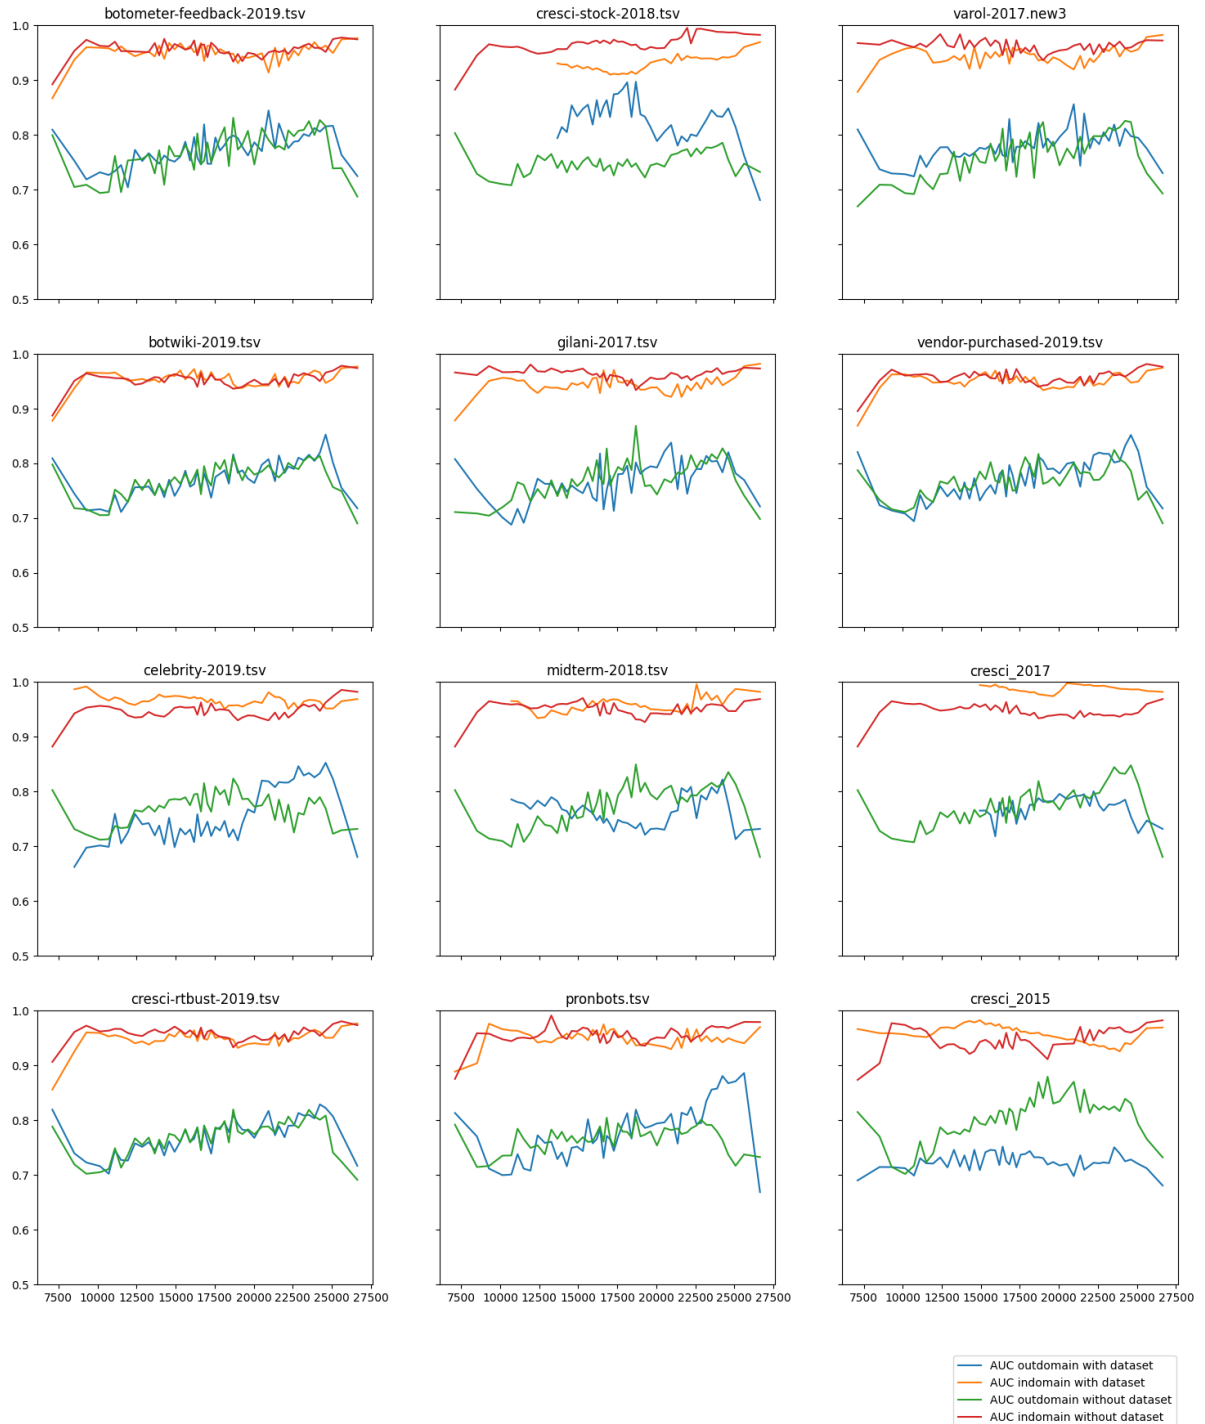 botometer-feedback-2019.tsv
cresci-stock-2018.tsv
varol-2017.new3
1.0
0.9
0.8
0.7
0.6
0.5
botwiki-2019.tsv
gilani-2017.tsv
vendor-purchased-2019.tsv
1.0
0.9
0.8
0.7
0.6
0.5
celebrity-2019.tsv
midterm-2018.tsv
cresci_2017
1.0
0.9
0.8
0.7
0.6
0.5
cresci-rtbust-2019.tsv
pronbots.tsv
cresci_2015
1.0
0.9
0.8
0.7
0.6
0.5
7500 10000 12500 15000 17500 20000 22500 25000 27500
7500 10000 12500 15000 17500 20000 22500 25000 27500
7500 10000 12500 15000 17500 20000 22500 25000 27500
AUC outdomain with dataset
AUC indomain with dataset
AUC outdomain without dataset
AUC indomain without dataset